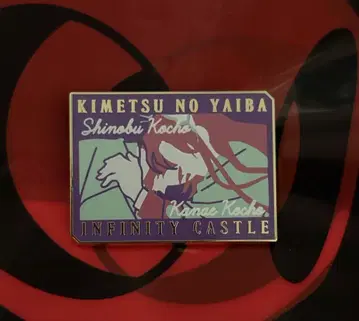 KIMETSU NO YAIBA
Shinobu Kocho
Kanae Kocho
INFINITY CASTLE